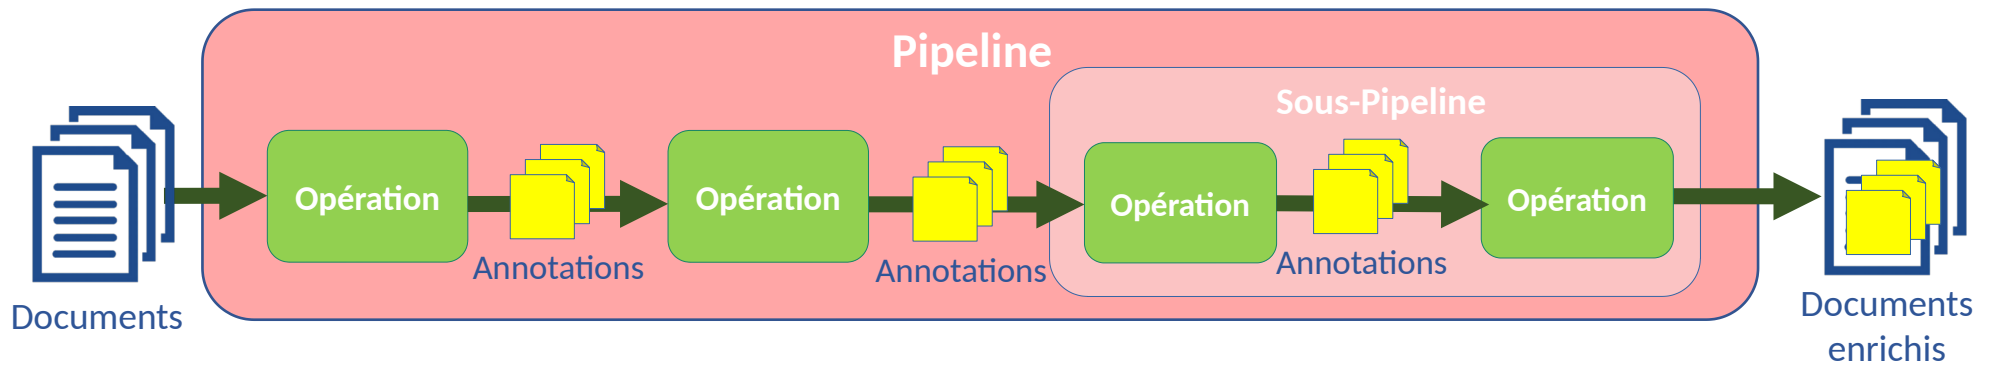 Pipeline
Sous-Pipeline
Opération
Opération
Opération
Opération
Annotations
Annotations
Annotations
Documents
Documents
enrichis